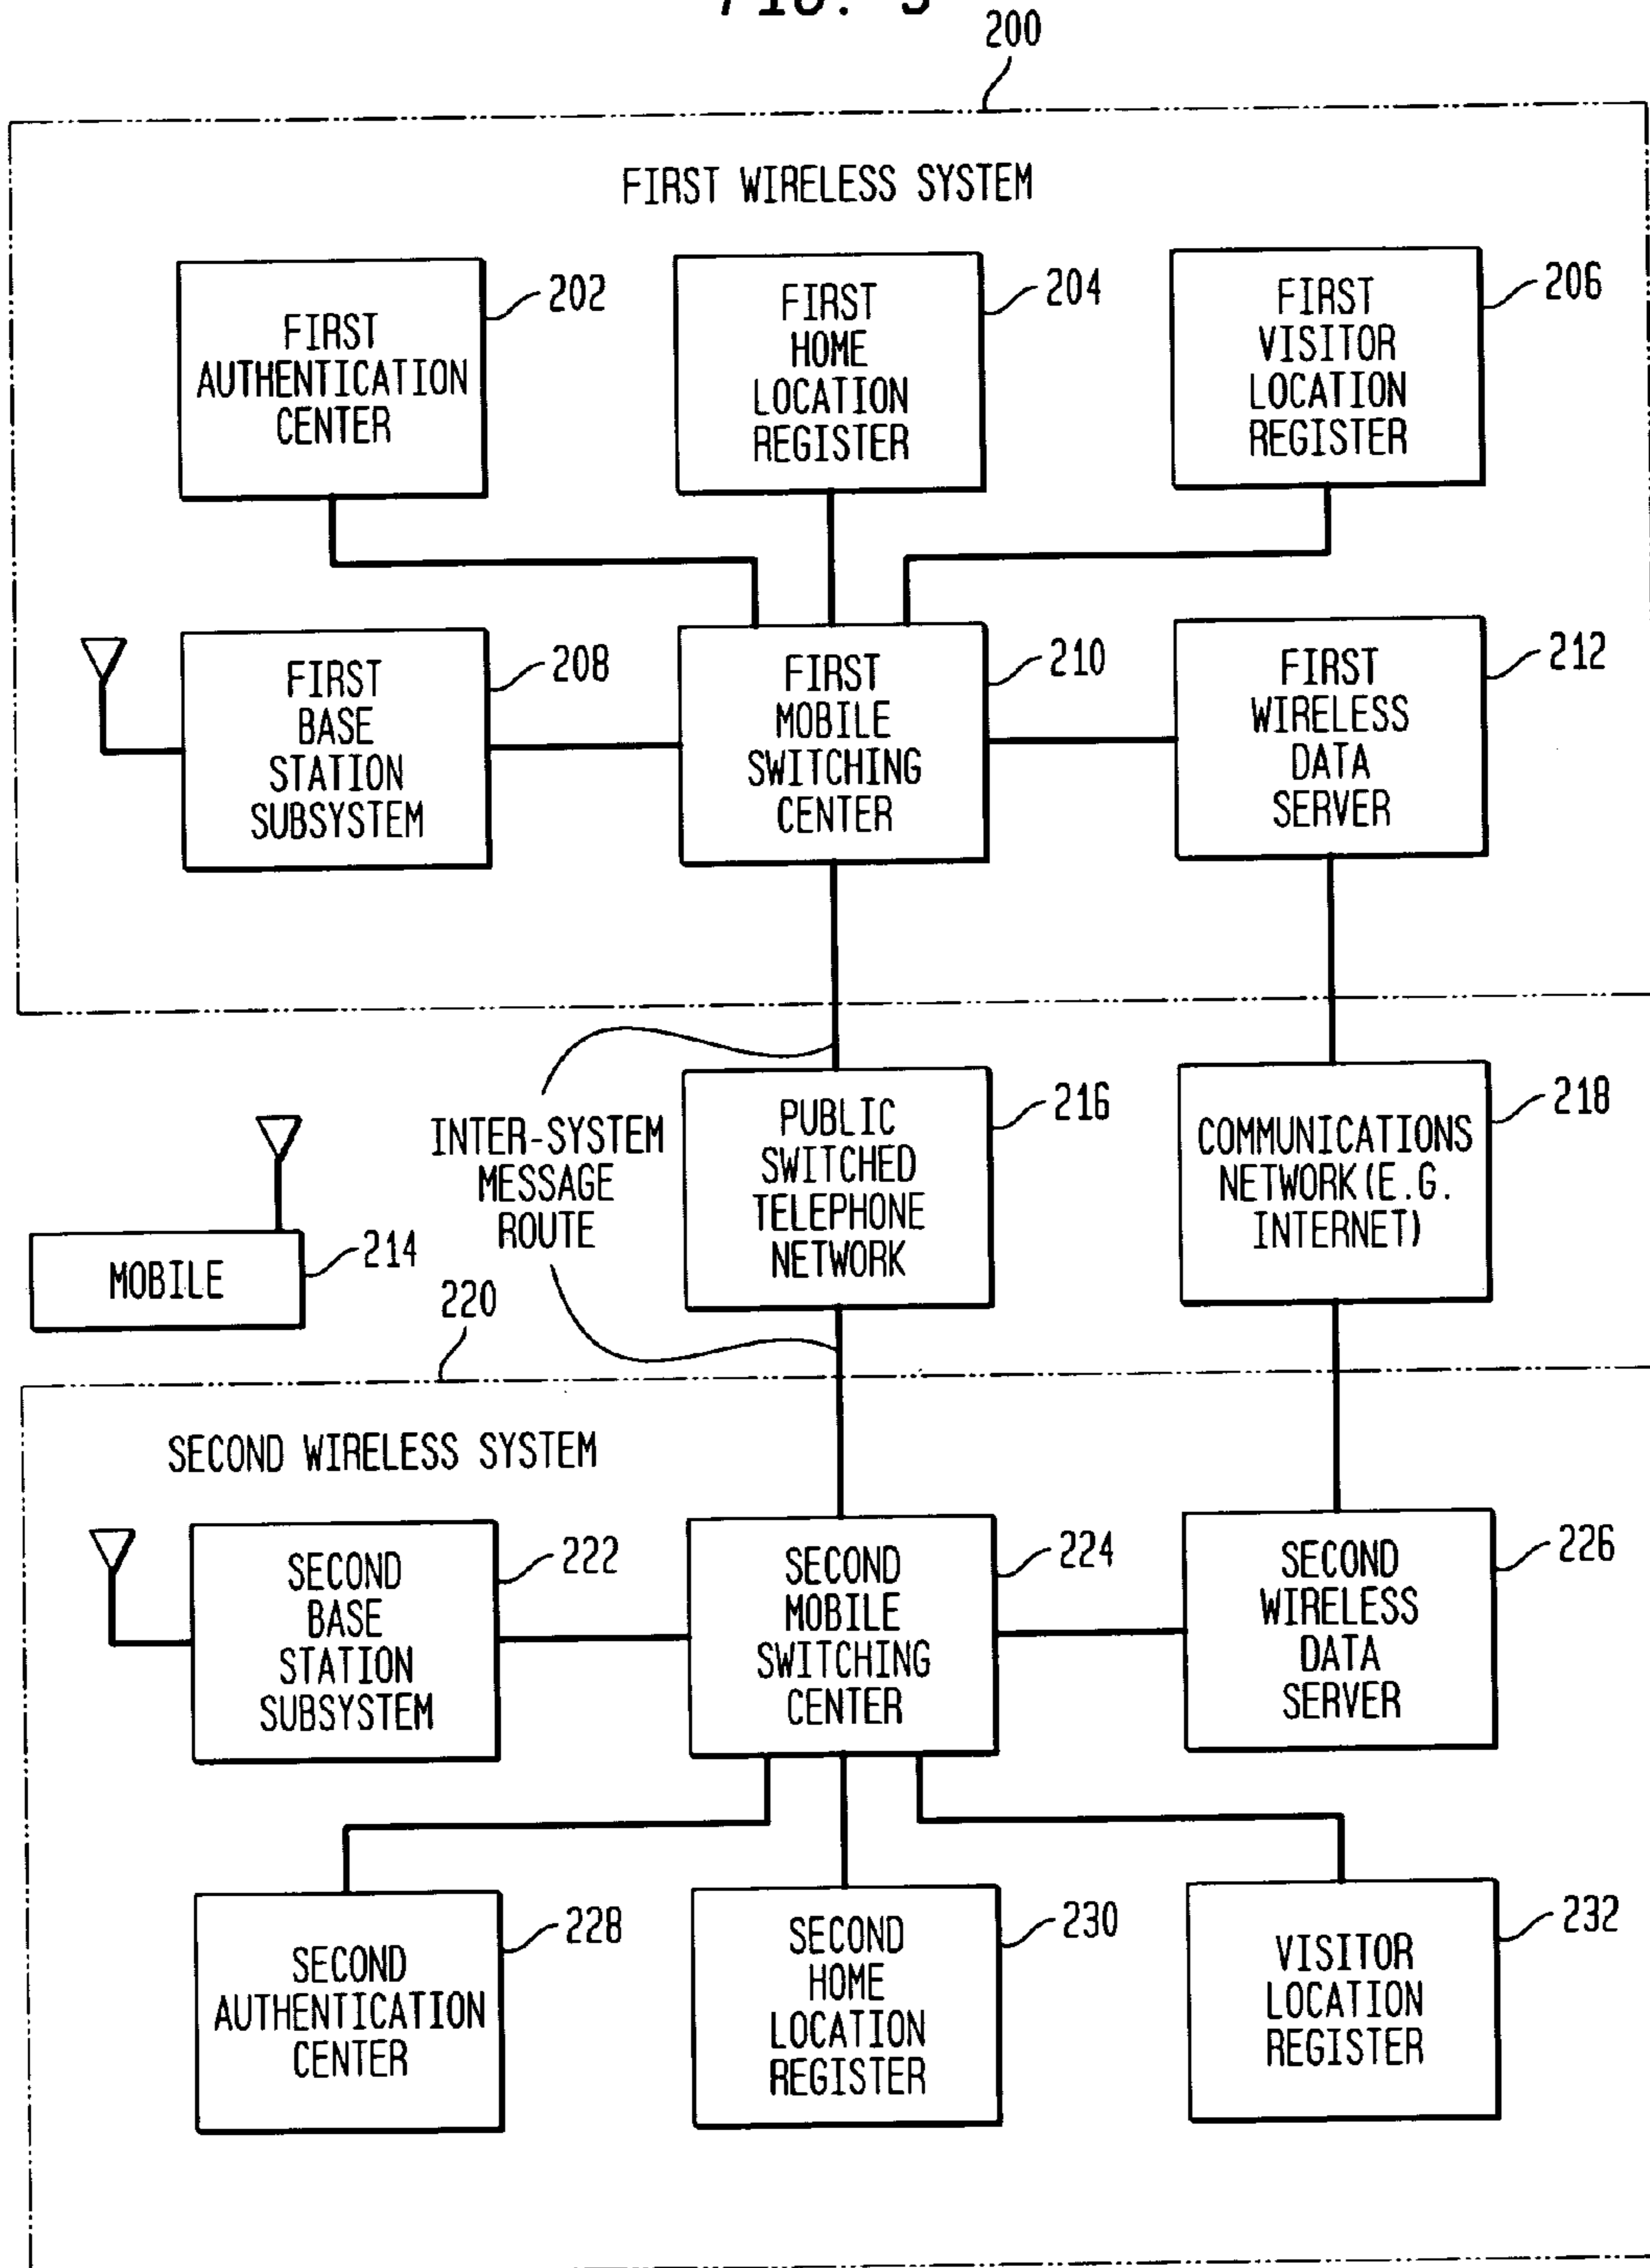 200
FIRST WIRELESS SYSTEM
FIRST
AUTHENTICATION
CENTER
202
FIRST
HOME
LOCATION
REGISTER
204
FIRST
VISITOR
LOCATION
REGISTER
206
FIRST
BASE
STATION
SUBSYSTEM
208
FIRST
MOBILE
SWITCHING
CENTER
210
FIRST
WIRELESS
DATA
SERVER
212
MOBILE
214
INTER-SYSTEM
MESSAGE
ROUTE
PUBLIC
SWITCHED
TELEPHONE
NETWORK
216
COMMUNICATIONS
NETWORK(E.G.
INTERNET)
218
220
SECOND WIRELESS SYSTEM
SECOND
BASE
STATION
SUBSYSTEM
222
SECOND
MOBILE
SWITCHING
CENTER
224
SECOND
WIRELESS
DATA
SERVER
226
SECOND
AUTHENTICATION
CENTER
228
SECOND
HOME
LOCATION
REGISTER
230
VISITOR
LOCATION
REGISTER
232